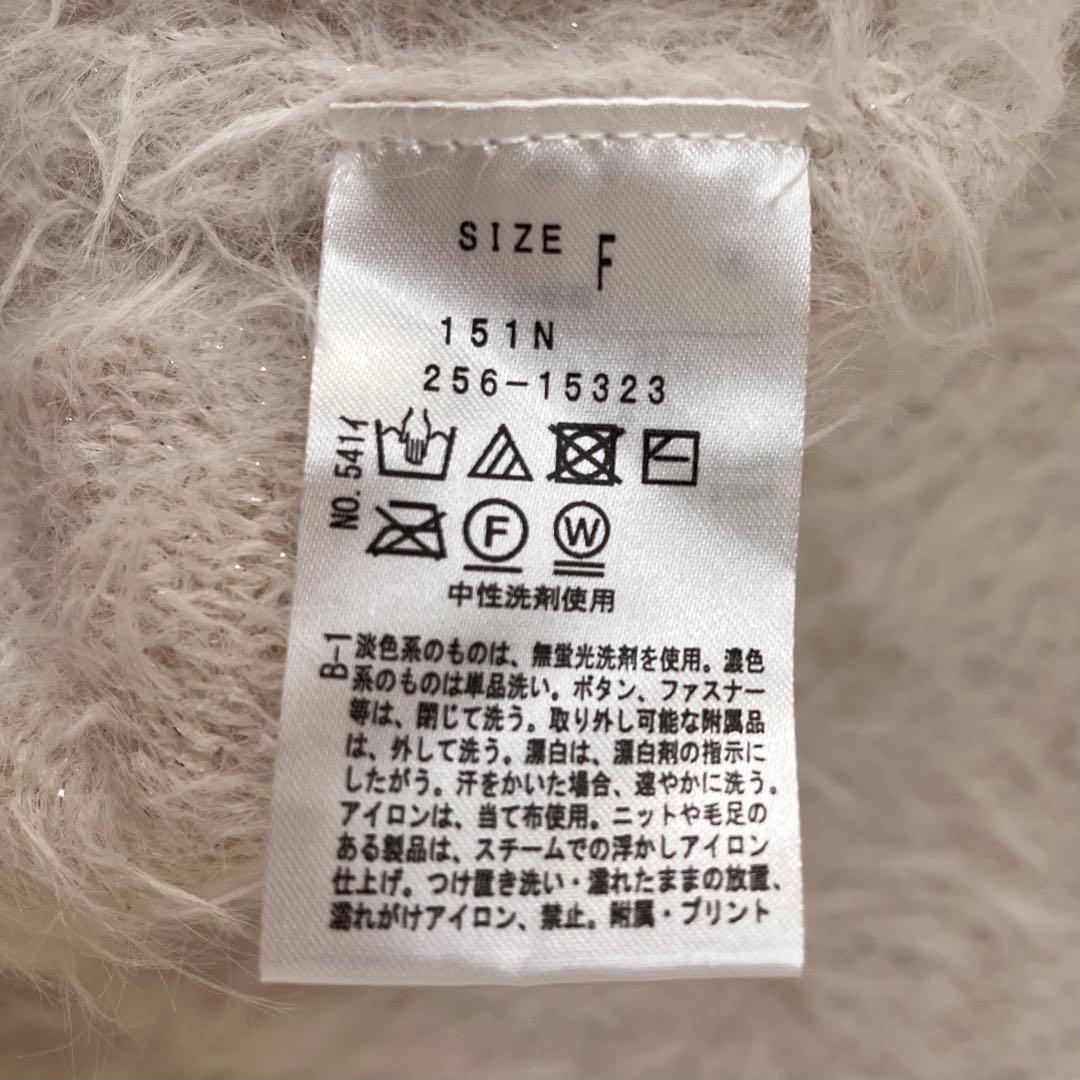 SIZE F
151N
256-15323
NO.541イ
F W
中性洗剤使用
B-1
淡色系のものは、無蛍光洗剤を使用。濃色
系のものは単品洗い。ボタン、ファスナー
等は、閉じて洗う。取り外し可能な附属品
は、外して洗う。漂白は、漂白剤の指示に
したがう。汗をかいた場合、速やかに洗う。
アイロンは、当て布使用。ニットや毛足の
ある製品は、スチームでの浮かしアイロン
仕上げ。つけ置き洗い・濡れたままの放置、
濡れがけアイロン、禁止。附属・プリント